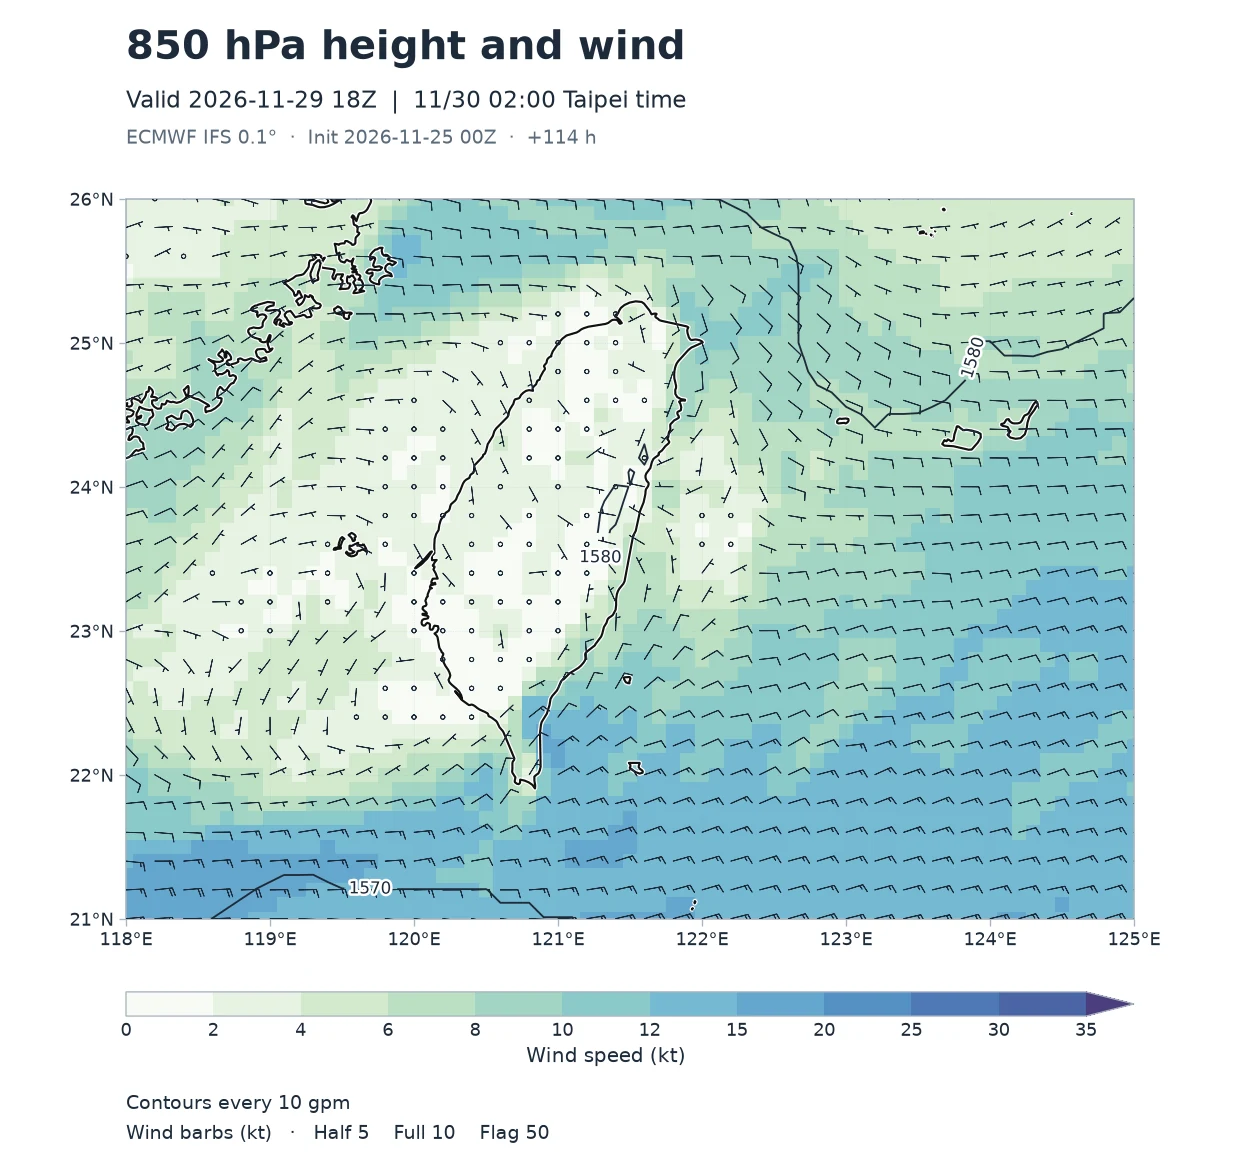 850 hPa height and wind
Valid 2026-11-29 18Z | 11/30 02:00 Taipei time
ECMWF IFS 0.1° · Init 2026-11-25 00Z · +114 h
26°N
25°N
1580
24°N
1580
23°N
22°N
1570
21°N
118°E 119°E 120°E 121°E 122°E 123°E 124°E 125°E
0 2 4 6 8 10 12 15 20 25 30 35
Wind speed (kt)
Contours every 10 gpm
Wind barbs (kt) · Half 5 Full 10 Flag 50